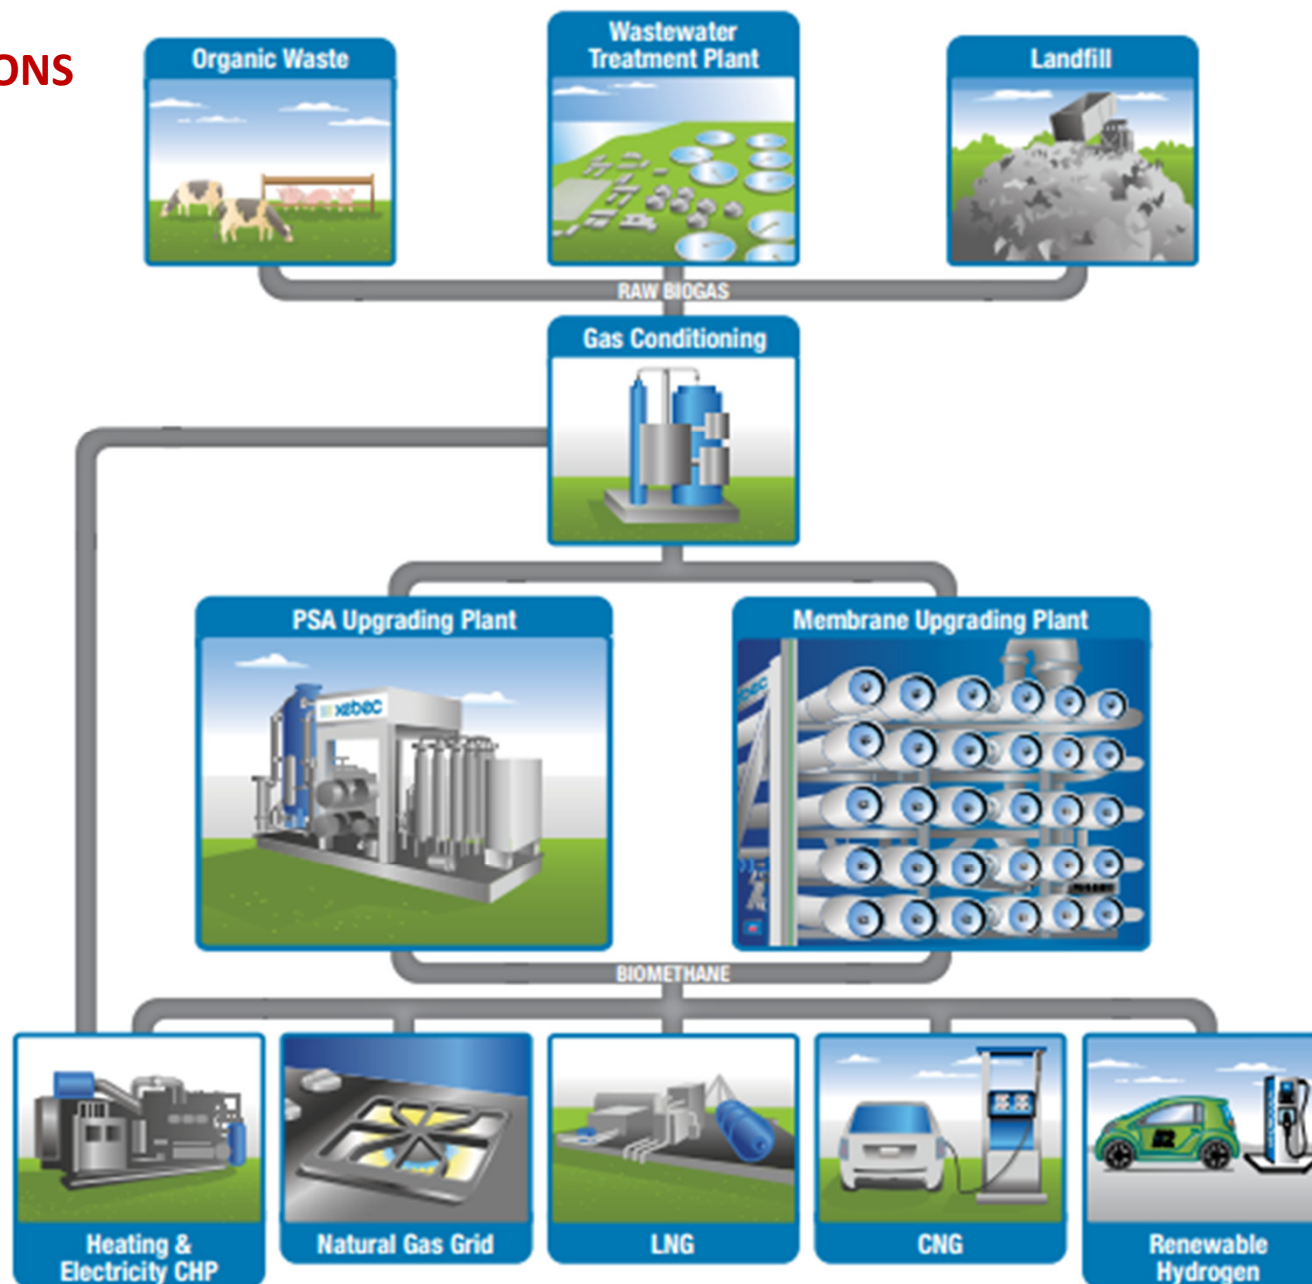 ONS
Organic Waste
Wastewater
Treatment Plant
Landfill
RAW BIOGAS
Gas Conditioning
PSA Upgrading Plant
Membrane Upgrading Plant
xebec
BIOMETHANE
Heating &
Electricity CHP
Natural Gas Grid
LNG
CNG
Renewable
Hydrogen